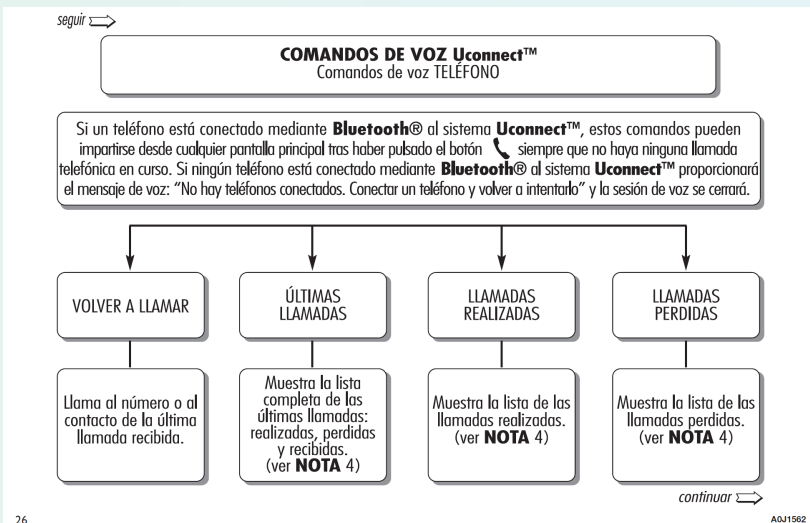 seguir
COMANDOS DE VOZ Uconnect™
Comandos de voz TELÉFONO
Si un teléfono está conectado mediante Bluetooth® al sistema Uconnect™, estos comandos pueden
impartirse desde cualquier pantalla principal tras haber pulsado el botón siempre que no haya ninguna llamada
telefónica en curso. Si ningún teléfono está conectado mediante Bluetooth® al sistema Uconnect™ proporcionará
el mensaje de voz: “No hay teléfonos conectados. Conectar un teléfono y volver a intentarlo” y la sesión de voz se cerrará.
VOLVER A LLAMAR
Llama al número o al
contacto de la última
llamada recibida.
ÚLTIMAS
LLAMADAS
Muestra la lista
completa de las
últimas llamadas:
realizadas, perdidas
y recibidas.
(ver NOTA 4)
LLAMADAS
REALIZADAS
Muestra la lista de las
llamadas realizadas.
(ver NOTA 4)
LLAMADAS
PERDIDAS
Muestra la lista de las
llamadas perdidas.
(ver NOTA 4)
continuar
26
A0J1562